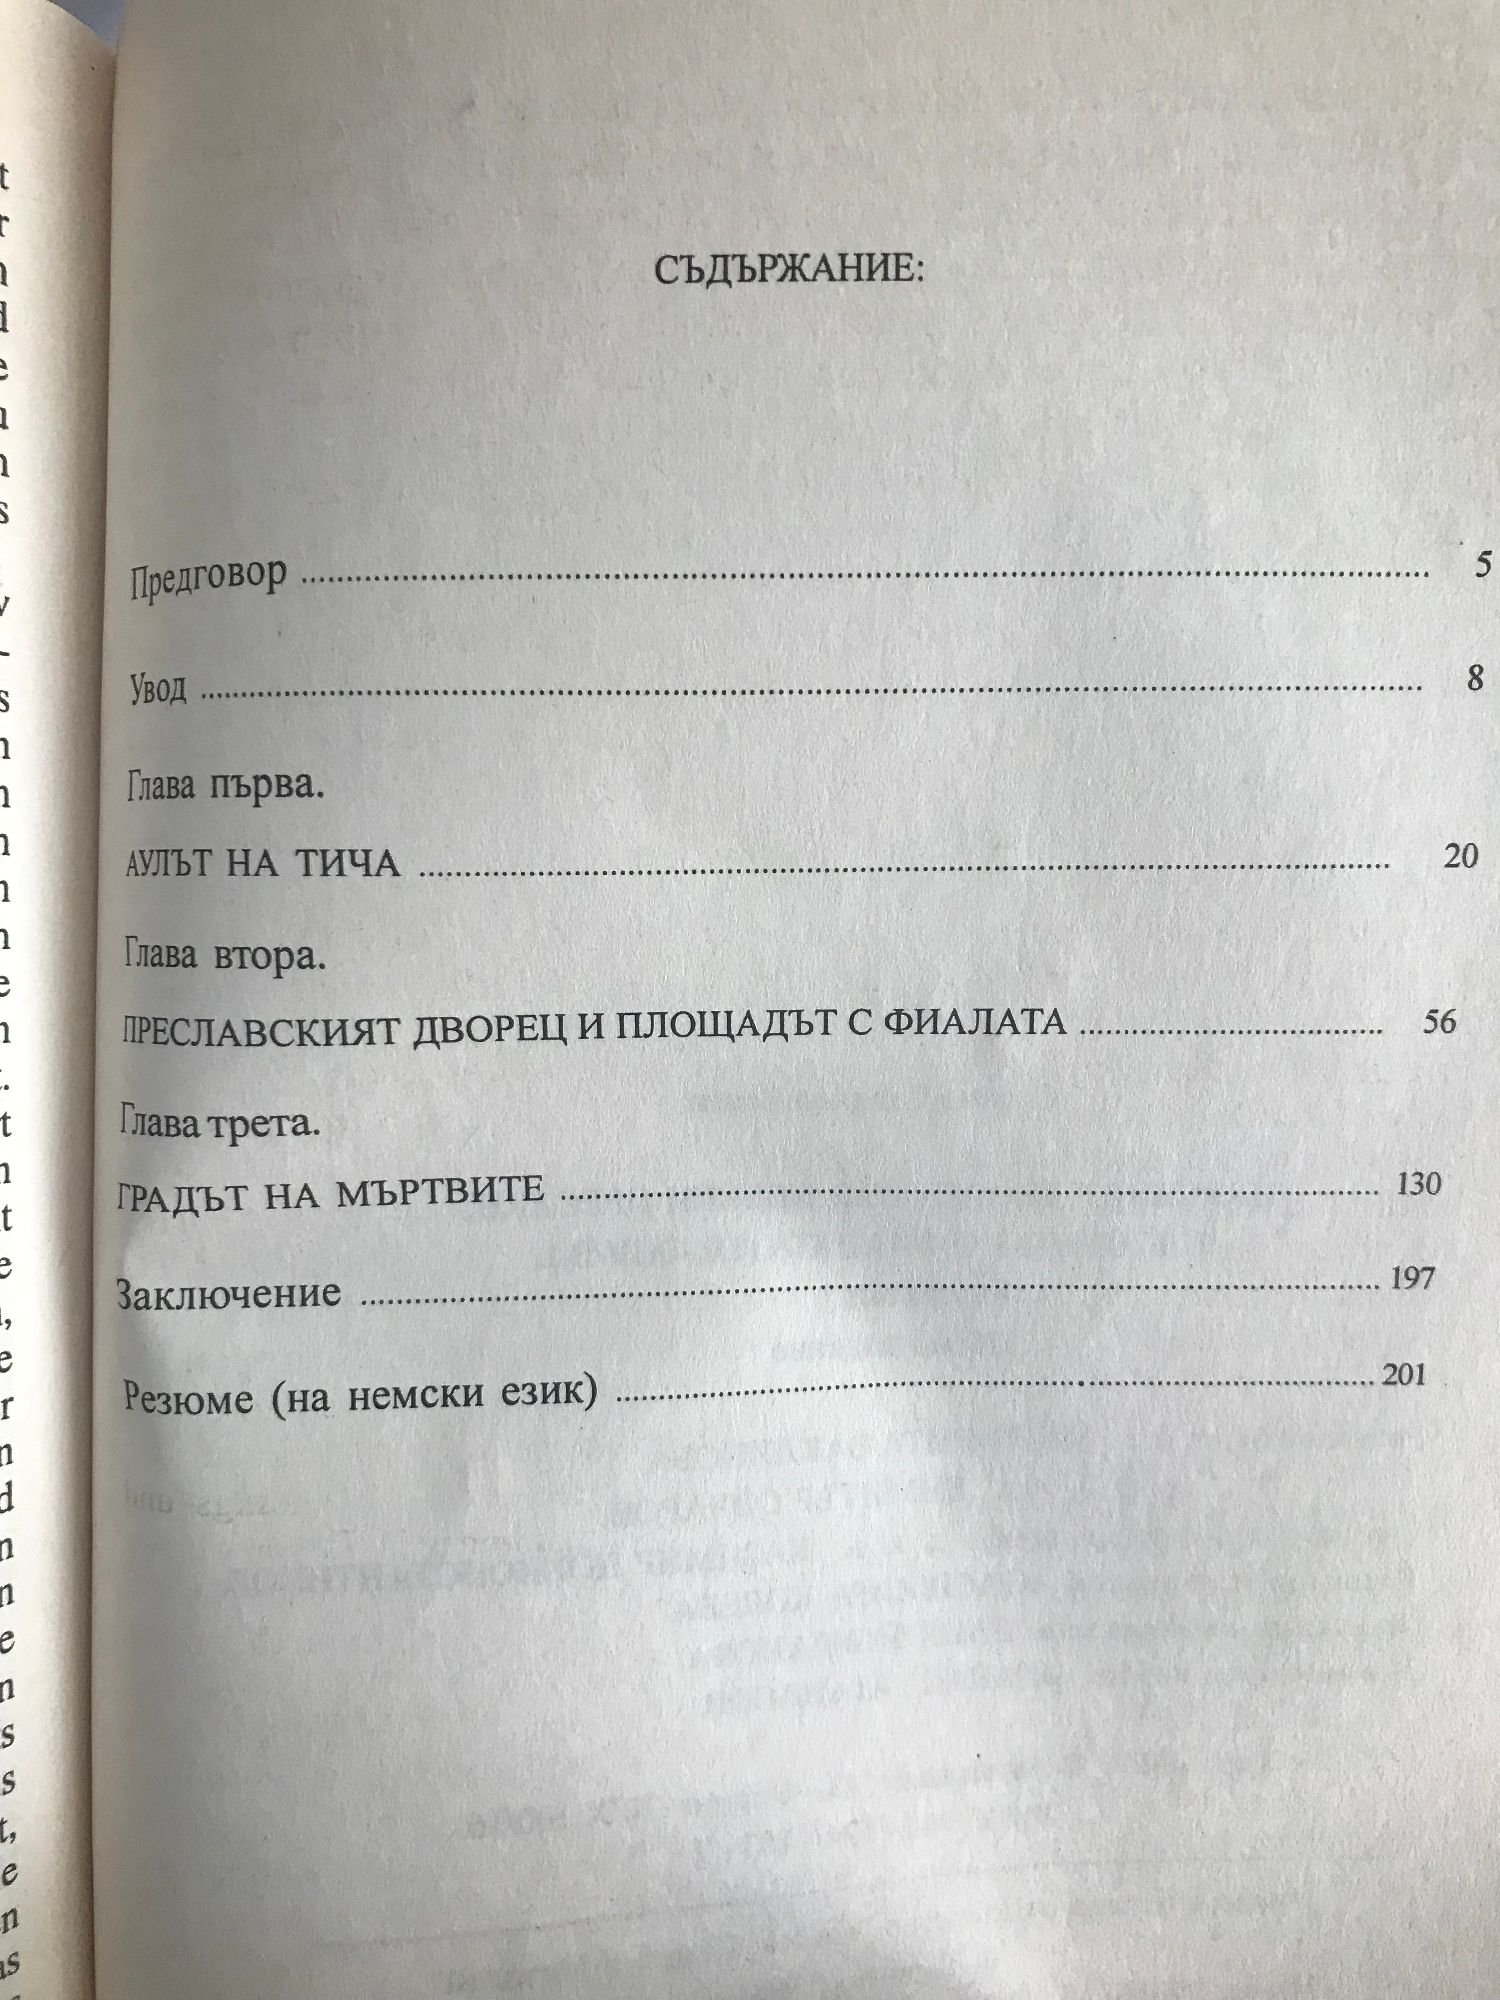 СЪДЪРЖАНИЕ:
Предговор ........ 5
Увод ........ 8
Глава първа.
АУЛЪТ НА ТИЧА ........ 20
Глава втора.
ПРЕСЛАВСКИЯТ ДВОРЕЦ И ПЛОЩАДЪТ С ФИАЛАТА ........ 56
Глава трета.
ГРАДЪТ НА МЪРТВИТЕ ........ 130
Заключение ........ 197
Резюме (на немски език) ........ 201